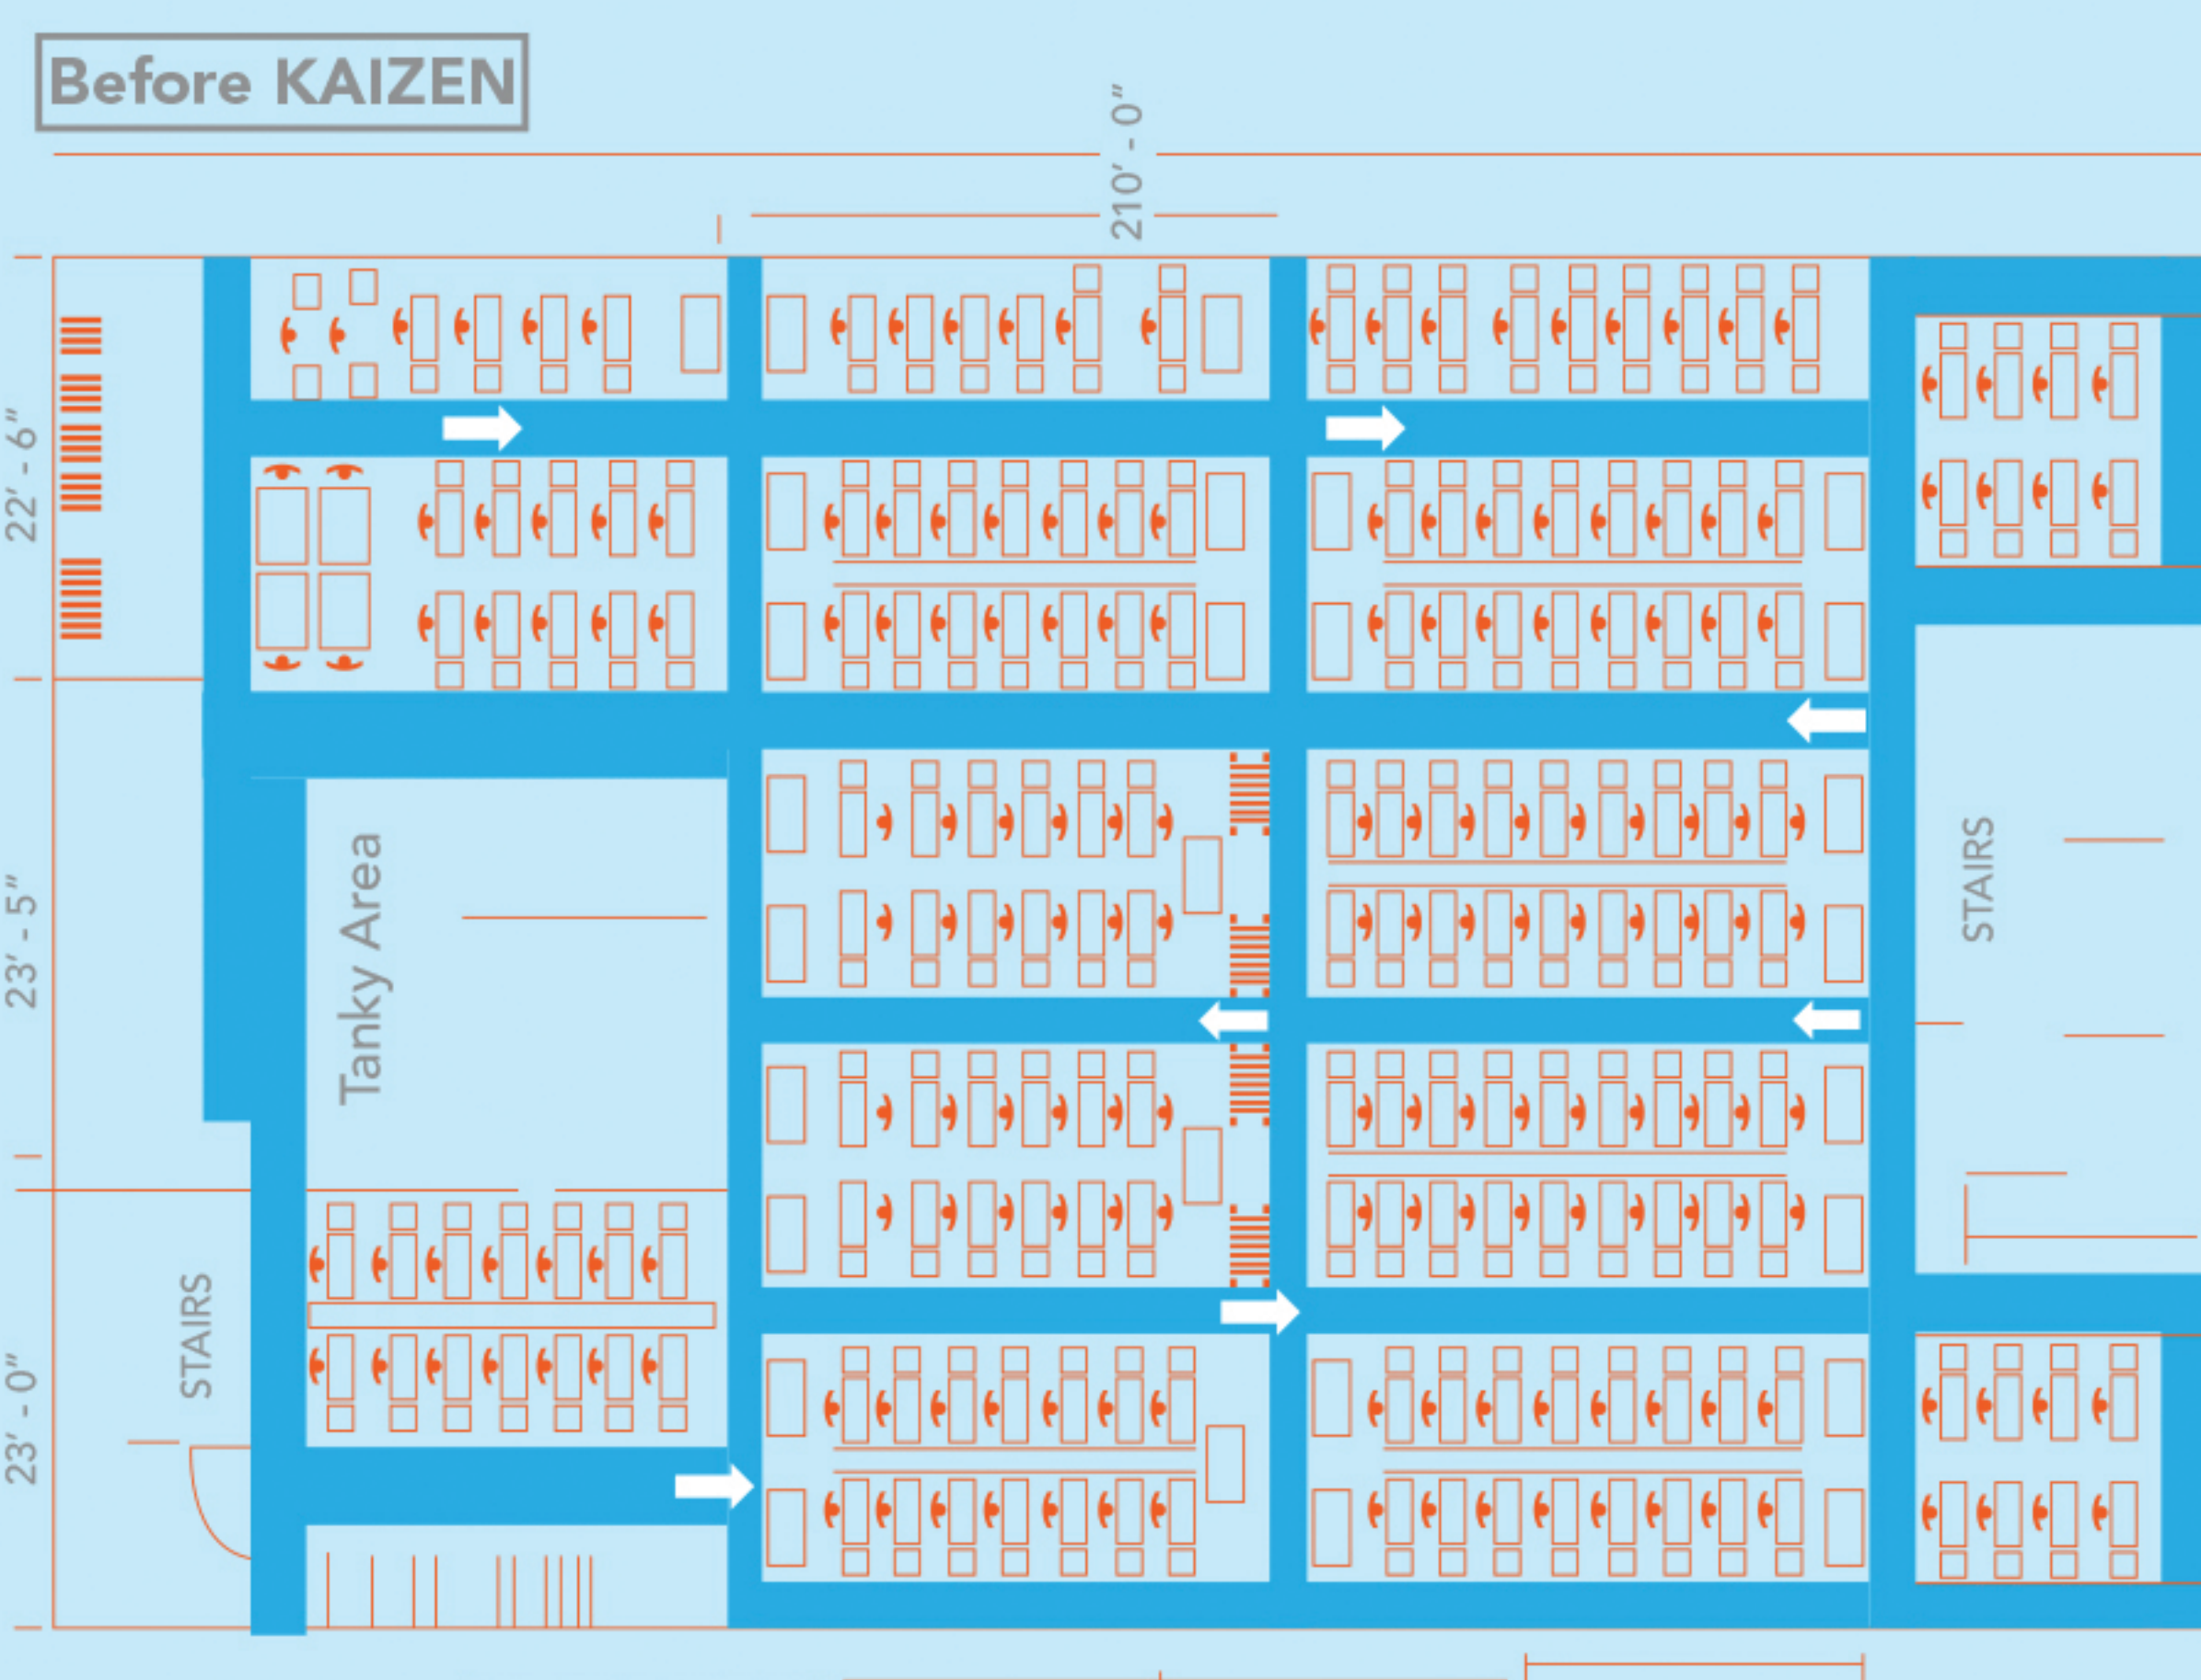 Before KAIZEN
210' - 0"
22' - 6"
23' - 5"
Tanky Area
STAIRS
STAIRS
23' - 0"